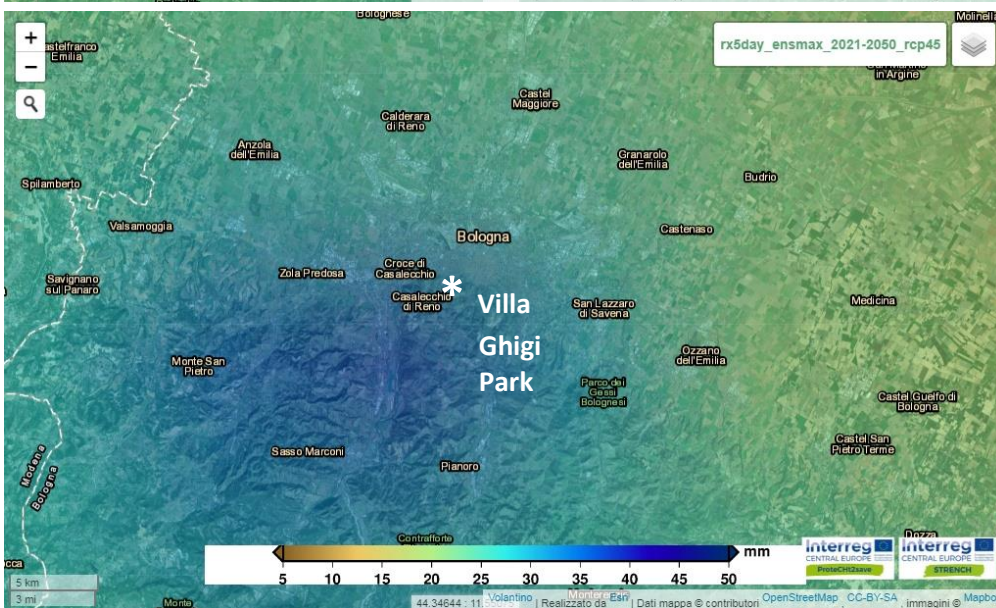 Bolognese
Molinell
+
−
astelfranco
Emilia
rx5day_ensmax_2021-2050_rcp45
in'Argine
Castel
Maggiore
Calderara
di Reno
Anzola
dell'Emilia
Granarolo
dell'Emilia
Budrio
Spilamberto
Valsamoggia
Bologna
Castenaso
Zola Predosa
Croce di
Casalecchio
Savignano
sul Panaro
*
Casalecchio
di Reno
Villa
Ghigi
Park
San Lazzaro
di Savena
Medicina
Monte San
Pietro
Ozzano
dell'Emilia
Parco dei
Gessi
Bolognesi
Castel Guelfo di
Bologna
Castel San
Pietro Terme
Sasso Marconi
Pianoro
Modena
Bologna
Contrafforte
Dozza
mm
5 10 15 20 25 30 35 40 45 50
Interreg
CENTRAL EUROPE
ProteCHt2save
Interreg
CENTRAL EUROPE
STRENCH
occa
5 km
3 mi
Monte
Volantino
44.34644 : 11.
| Realizzato da Esri | Dati mappa © contributori OpenStreetMap CC-BY-SA immagini © Mapbo